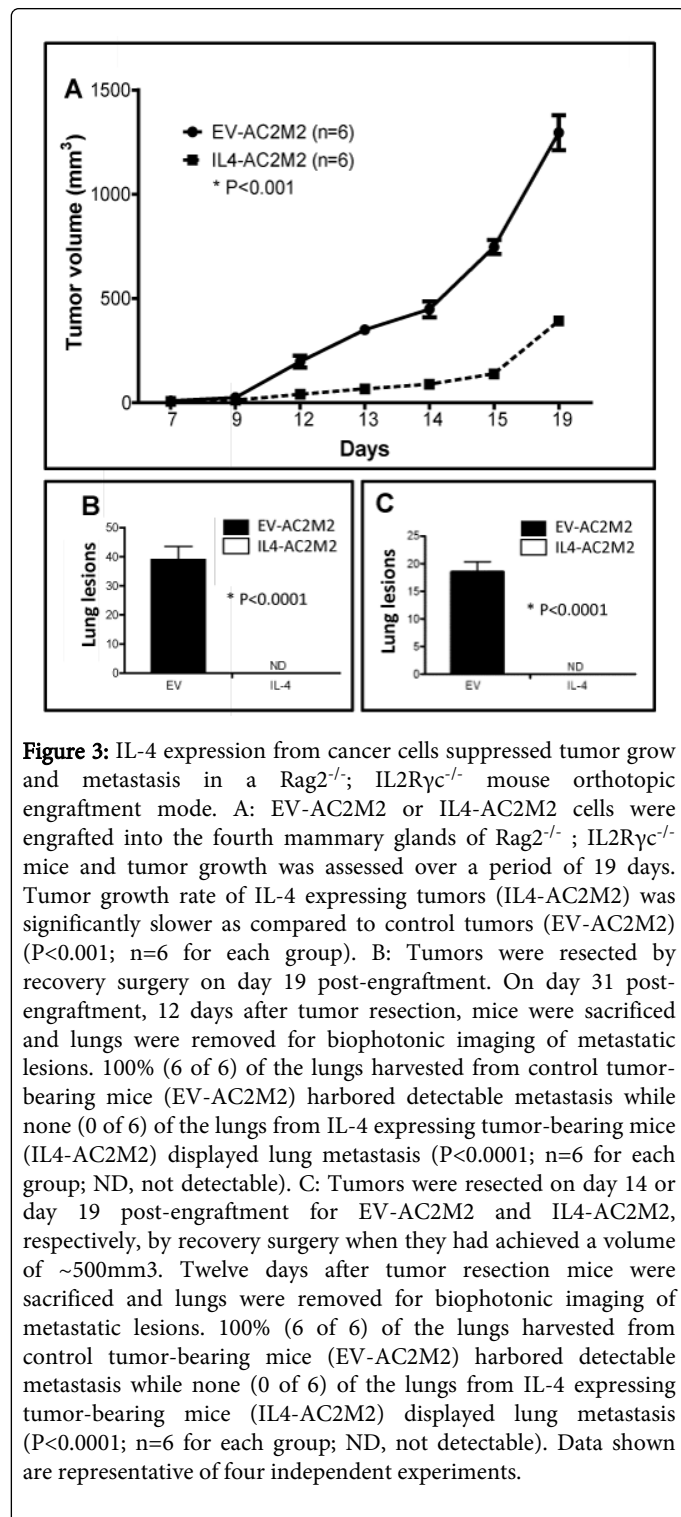 A
1500
EV-AC2M2 (n=6)
IL4-AC2M2 (n=6)
* P<0.001
1000
500
0
Tumor volume (mm³)
7 9 12 13 14 15 19
Days
B
EV-AC2M2
IL4-AC2M2
50
40
30
20
10
0
Lung lesions
* P<0.0001
ND
EV IL-4
C
EV-AC2M2
IL4-AC2M2
25
20
15
10
5
0
Lung lesions
* P<0.0001
ND
EV IL-4
Figure 3: IL-4 expression from cancer cells suppressed tumor grow
and metastasis in a Rag2⁻/⁻; IL2Rγc⁻/⁻ mouse orthotopic
engraftment mode. A: EV-AC2M2 or IL4-AC2M2 cells were
engrafted into the fourth mammary glands of Rag2⁻/⁻ ; IL2Rγc⁻/⁻
mice and tumor growth was assessed over a period of 19 days.
Tumor growth rate of IL-4 expressing tumors (IL4-AC2M2) was
significantly slower as compared to control tumors (EV-AC2M2)
(P<0.001; n=6 for each group). B: Tumors were resected by
recovery surgery on day 19 post-engraftment. On day 31 post-
engraftment, 12 days after tumor resection, mice were sacrificed
and lungs were removed for biophotonic imaging of metastatic
lesions. 100% (6 of 6) of the lungs harvested from control tumor-
bearing mice (EV-AC2M2) harbored detectable metastasis while
none (0 of 6) of the lungs from IL-4 expressing tumor-bearing mice
(IL4-AC2M2) displayed lung metastasis (P<0.0001; n=6 for each
group; ND, not detectable). C: Tumors were resected on day 14 or
day 19 post-engraftment for EV-AC2M2 and IL4-AC2M2,
respectively, by recovery surgery when they had achieved a volume
of ~500mm3. Twelve days after tumor resection mice were
sacrificed and lungs were removed for biophotonic imaging of
metastatic lesions. 100% (6 of 6) of the lungs harvested from
control tumor-bearing mice (EV-AC2M2) harbored detectable
metastasis while none (0 of 6) of the lungs from IL-4 expressing
tumor-bearing mice (IL4-AC2M2) displayed lung metastasis
(P<0.0001; n=6 for each group; ND, not detectable). Data shown
are representative of four independent experiments.